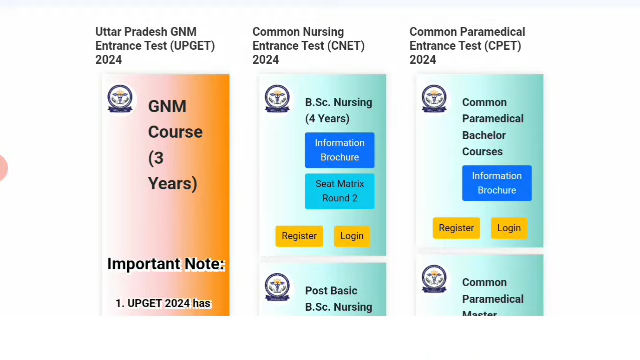 Uttar Pradesh GNM
Entrance Test (UPGET)
2024
GNM
Course
(3
Years)
Important Note:
1. UPGET 2024 has
Common Nursing
Entrance Test (CNET)
2024
B.Sc. Nursing
(4 Years)
Information
Brochure
Seat Matrix
Round 2
Register
Login
Post Basic
B.Sc. Nursing
Common Paramedical
Entrance Test (CPET)
2024
Common
Paramedical
Bachelor
Courses
Information
Brochure
Register
Login
Common
Paramedical
Master